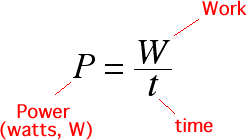 Work
P = W/t
Power
(watts, W)
time